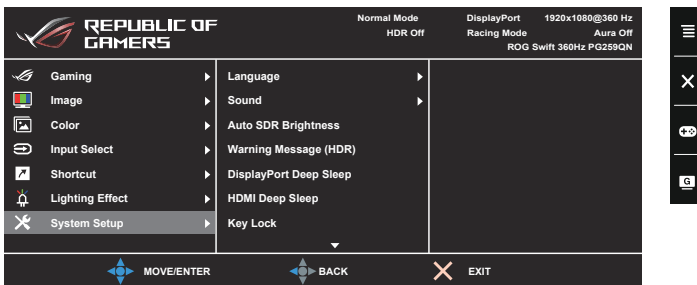 REPUBLIC OF
GAMERS
Normal Mode
HDR Off
DisplayPort 1920x1080@360 Hz
Racing Mode Aura Off
ROG Swift 360Hz PG259QN
Gaming
Image
Color
Input Select
Shortcut
Lighting Effect
System Setup
Language
Sound
Auto SDR Brightness
Warning Message (HDR)
DisplayPort Deep Sleep
HDMI Deep Sleep
Key Lock
MOVE/ENTER
BACK
EXIT
G